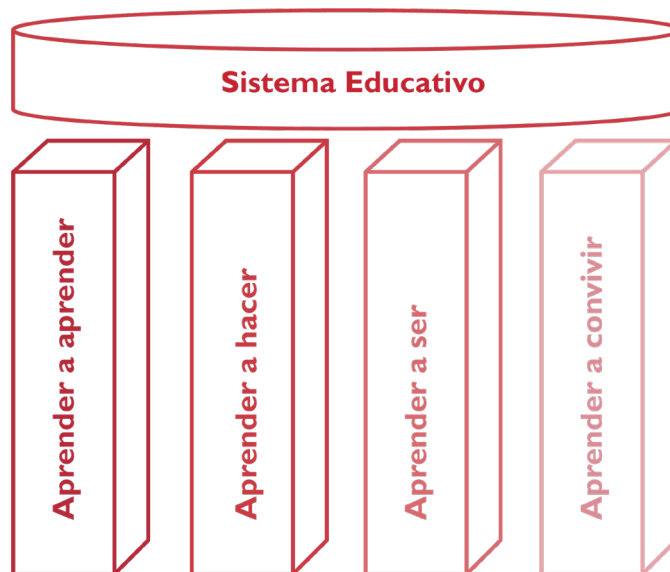 Sistema Educativo
Aprender a aprender
Aprender a hacer
Aprender a ser
Aprender a convivir